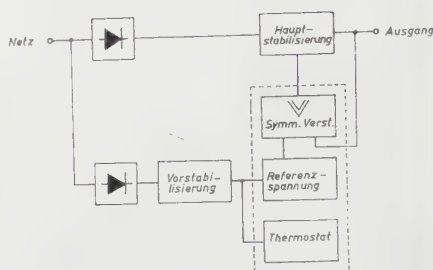 Netz
Haupt-
stabilisierung
Ausgang
Symm. Verst.
Vorstabi-
lisierung
Referenz-
spannung
Thermostat